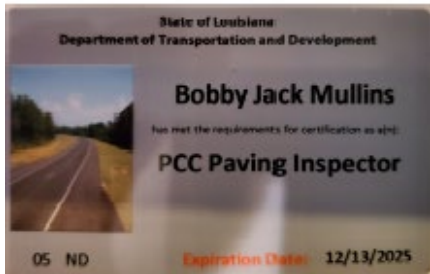 State of Louisiana
Department of Transportation and Development
Bobby Jack Mullins
has met the requirements for certification as a(n):
PCC Paving Inspector
05 ND Expiration Date: 12/13/2025